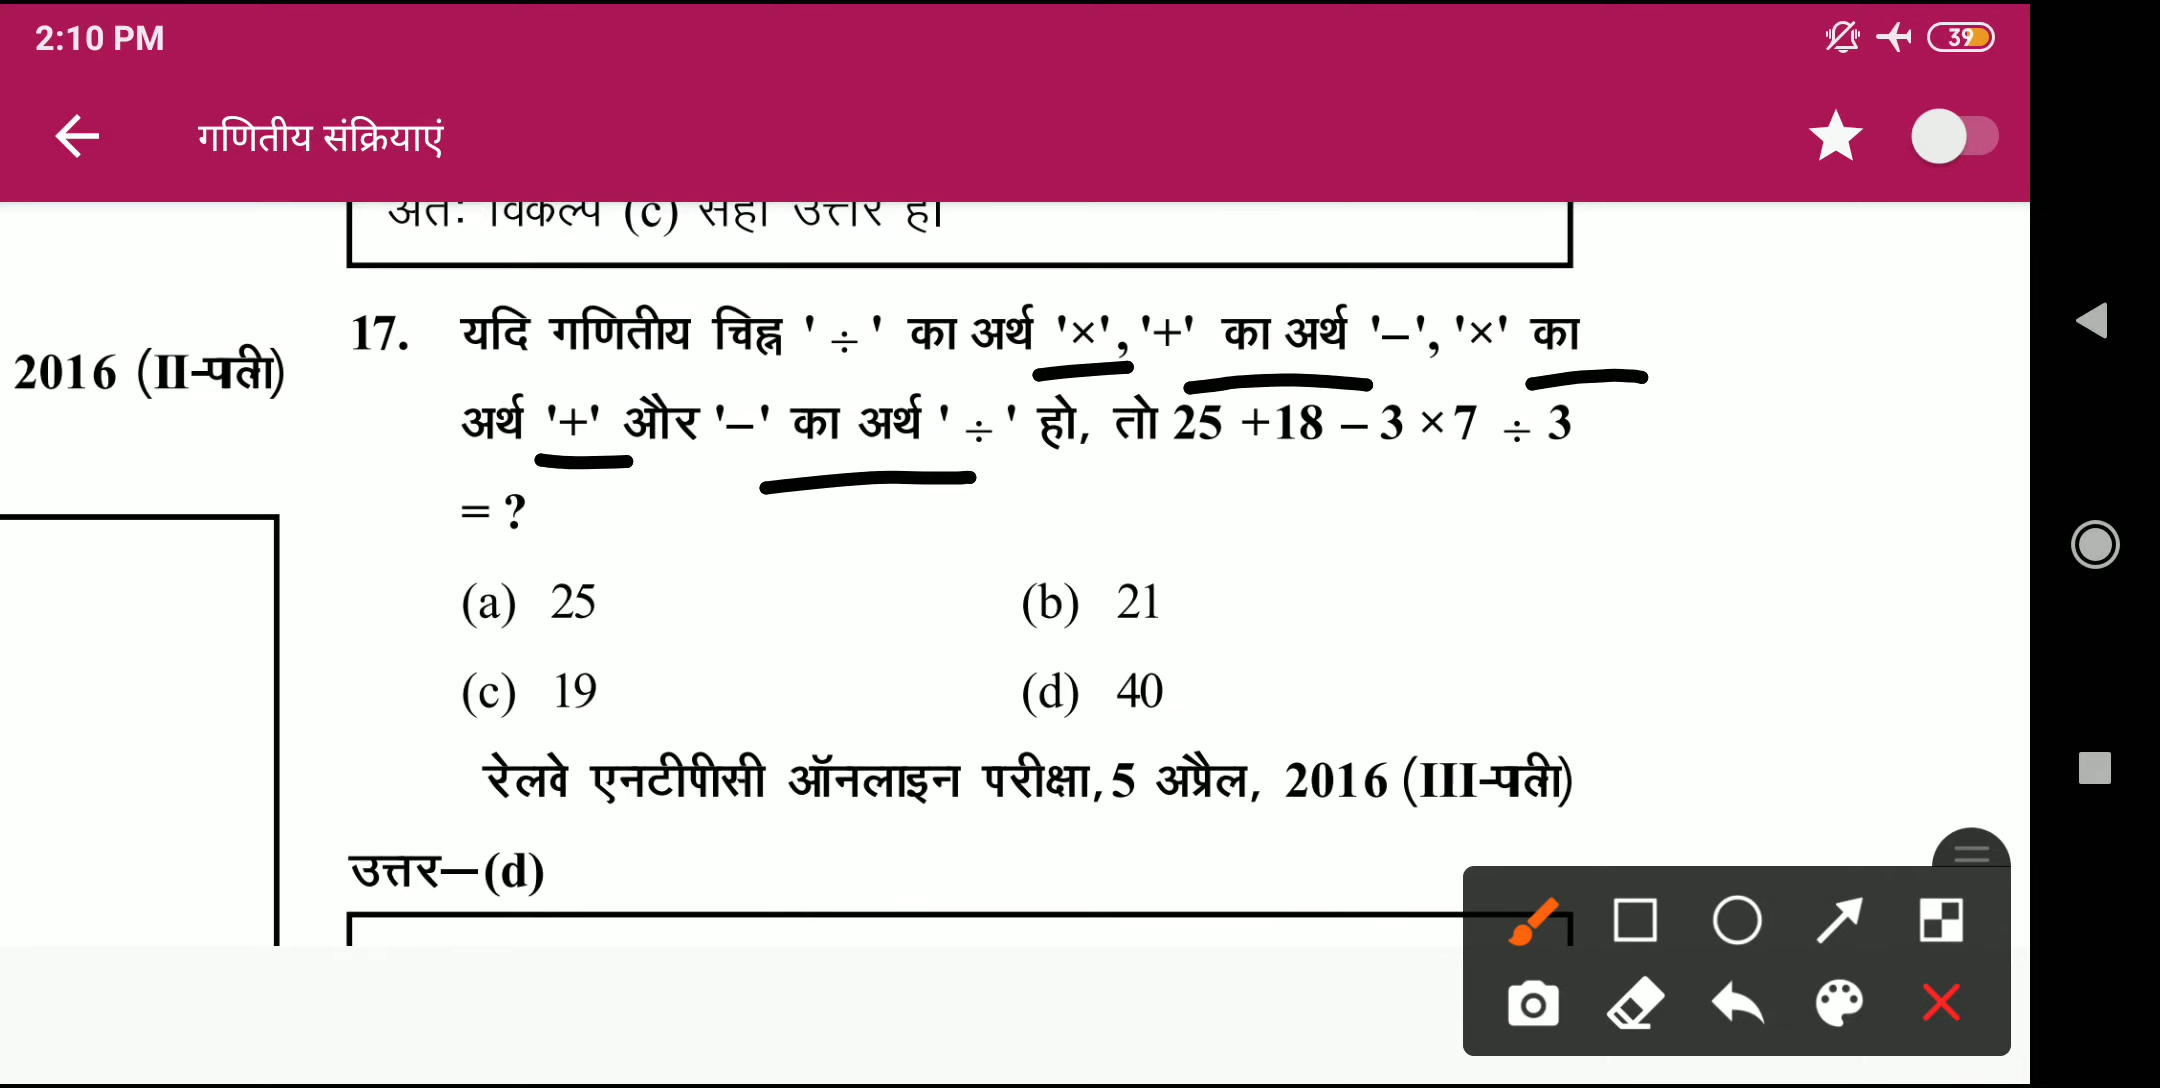 2:10 PM
39
गणितीय संक्रियाएं
अतः विकल्प (c) सही उत्तर है।
2016 (II-पाली)
17. यदि गणितीय चिह्न ' ÷ ' का अर्थ '×', '+' का अर्थ '–', '×' का
अर्थ '+' और '–' का अर्थ ' ÷ ' हो, तो 25 +18 – 3 × 7 ÷ 3
= ?
(a) 25 (b) 21
(c) 19 (d) 40
रेलवे एनटीपीसी ऑनलाइन परीक्षा, 5 अप्रैल, 2016 (III-पाली)
उत्तर—(d)